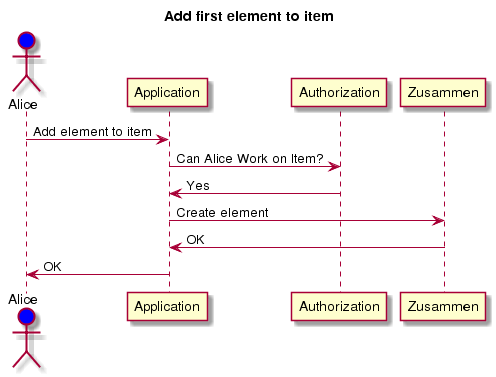 Add first element to item
Alice
Application
Authorization
Zusammen
Add element to item
Can Alice Work on Item?
Yes
Create element
OK
OK
Alice
Application
Authorization
Zusammen